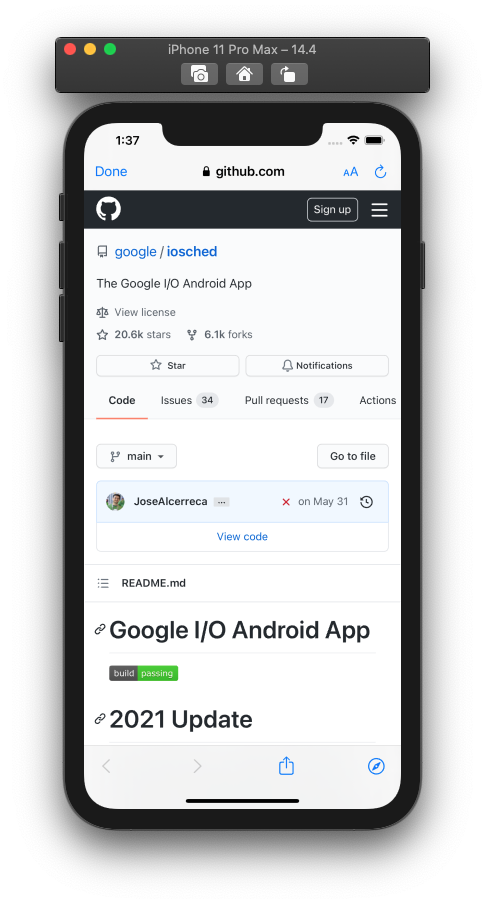 iPhone 11 Pro Max – 14.4
1:37
Done github.com AA
Sign up
google / iosched
The Google I/O Android App
View license
20.6k stars 6.1k forks
Star Notifications
Code Issues 34 Pull requests 17 Actions
main Go to file
JoseAlcerreca ... on May 31
View code
README.md
Google I/O Android App
build passing
2021 Update